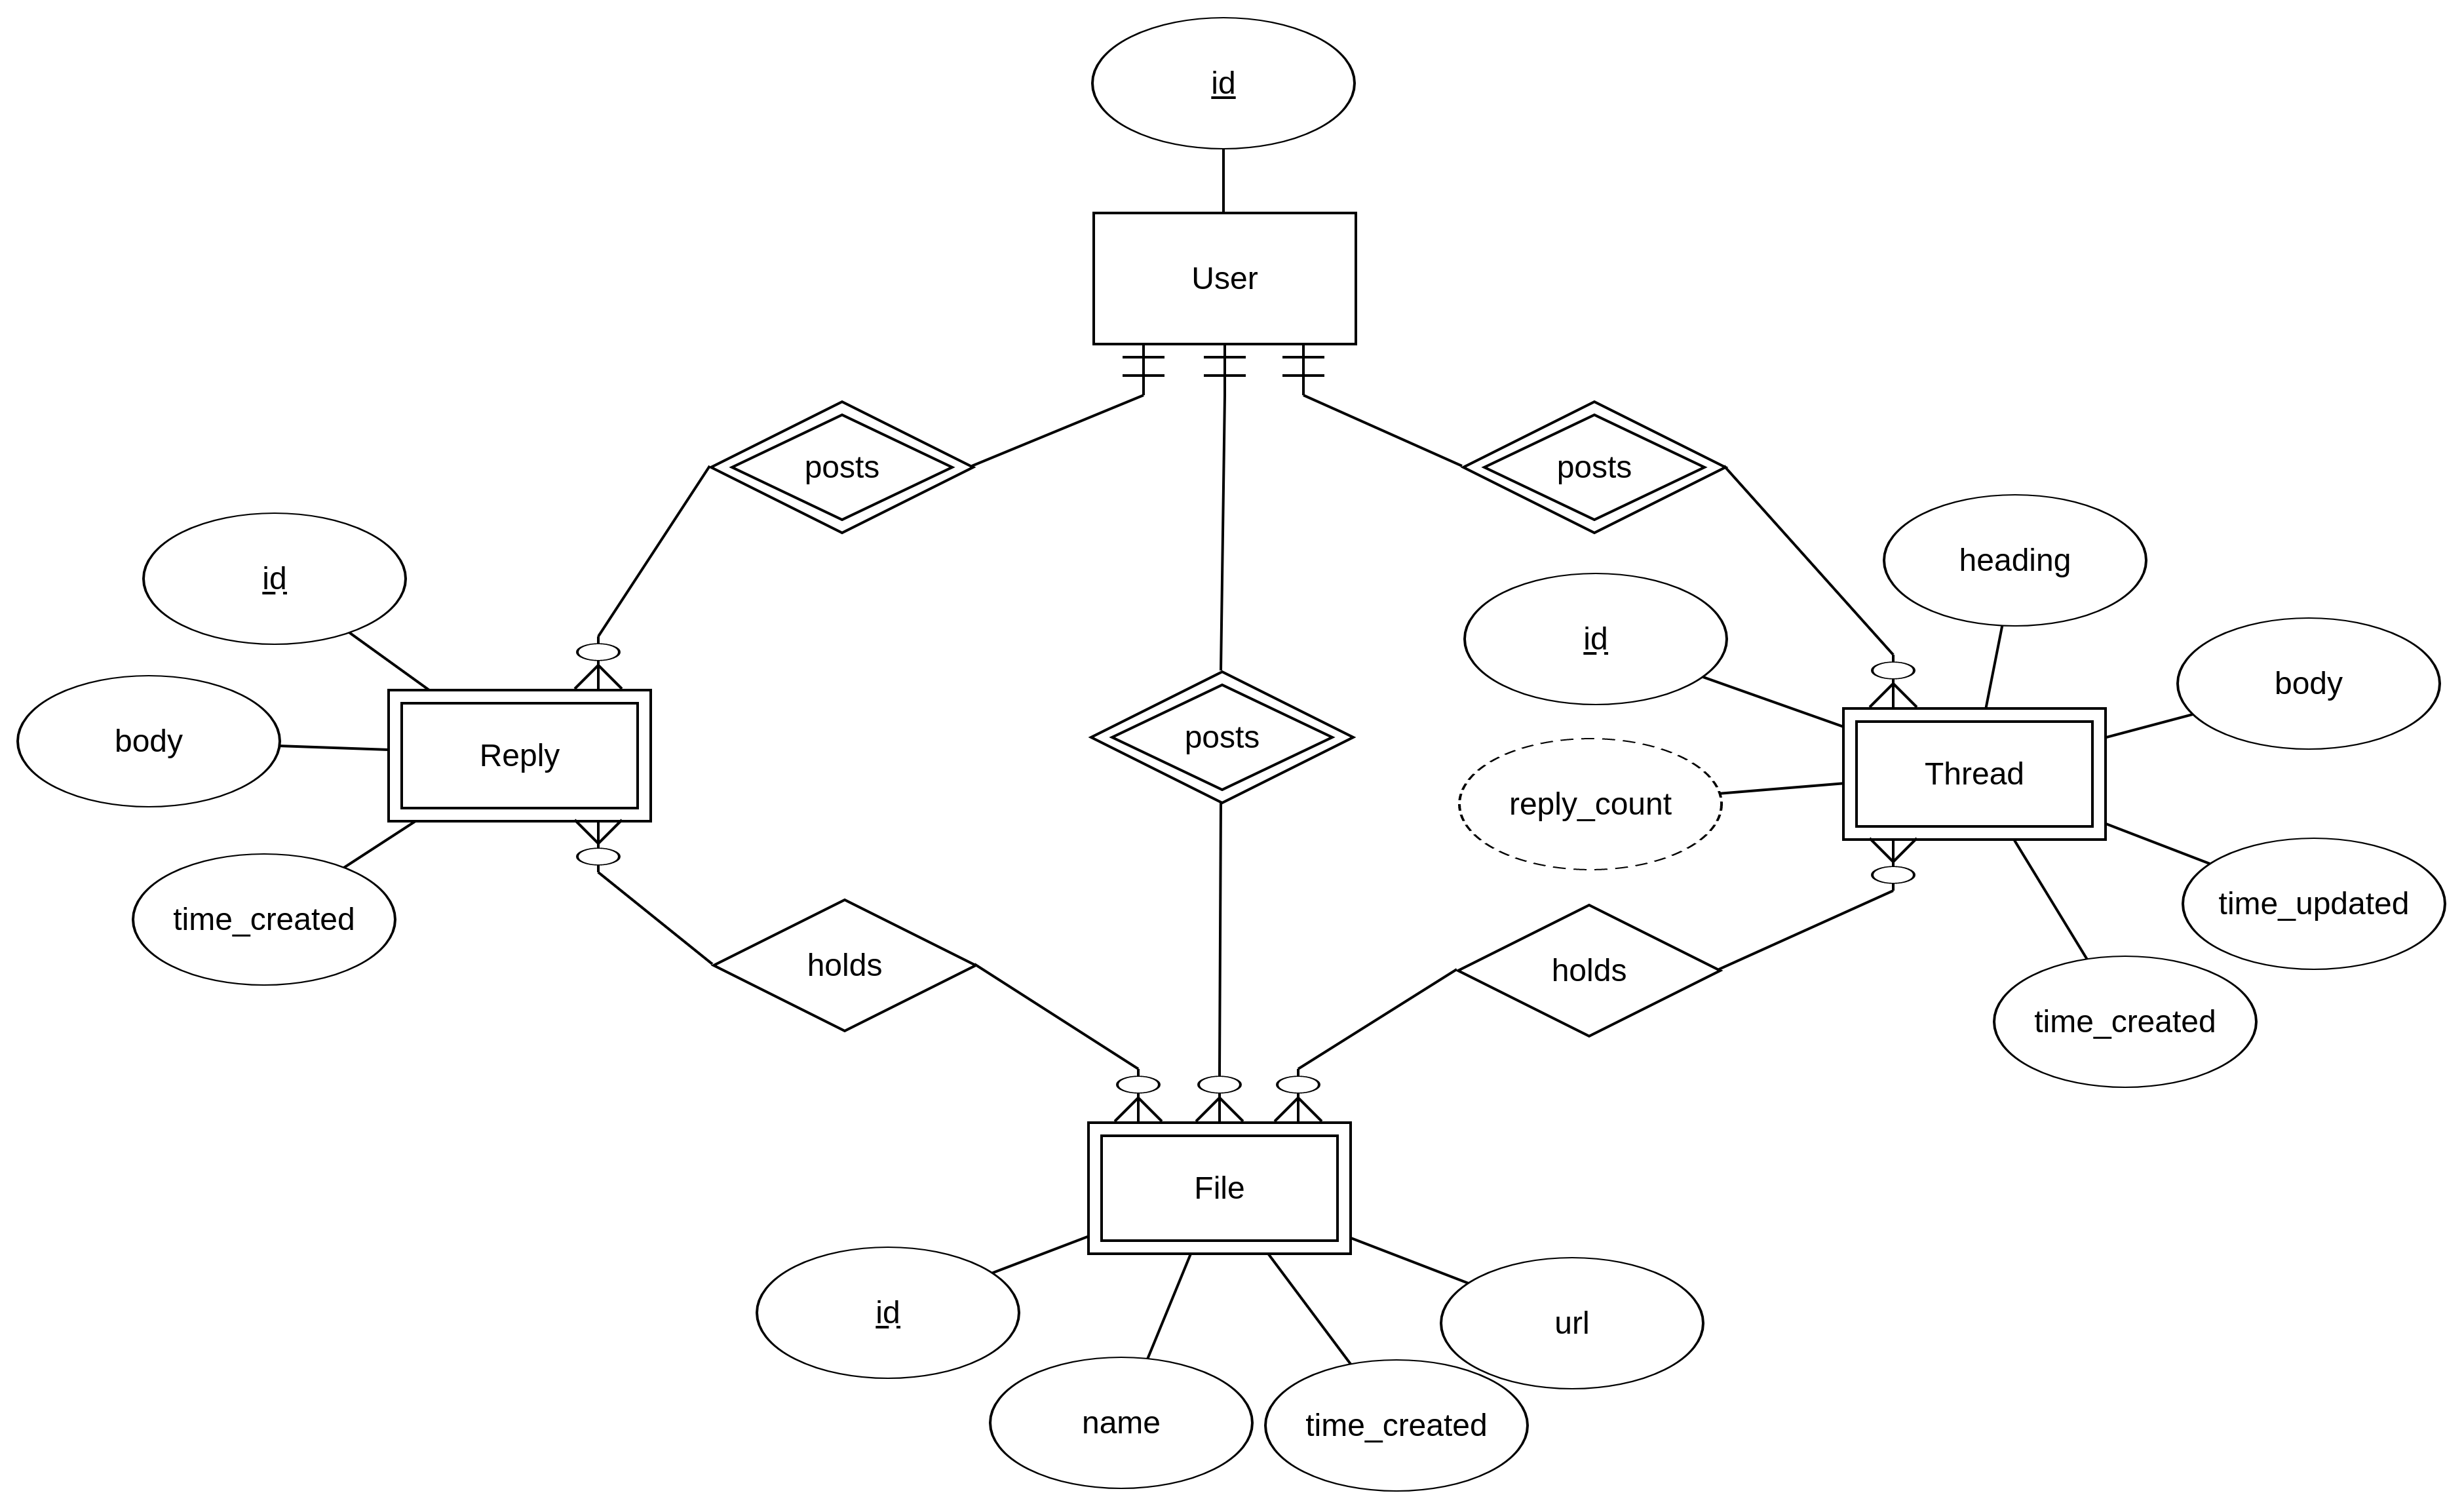 id
User
posts
posts
id
heading
id
body
posts
body
Reply
Thread
reply_count
time_created
time_updated
holds
holds
time_created
File
id
url
name
time_created